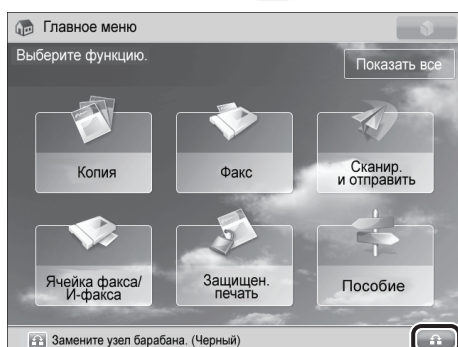 Главное меню
Выберите функцию.
Показать все
Копия
Факс
Сканир.
и отправить
Ячейка факса/
И-факса
Защищен.
печать
Пособие
Замените узел барабана. (Черный)